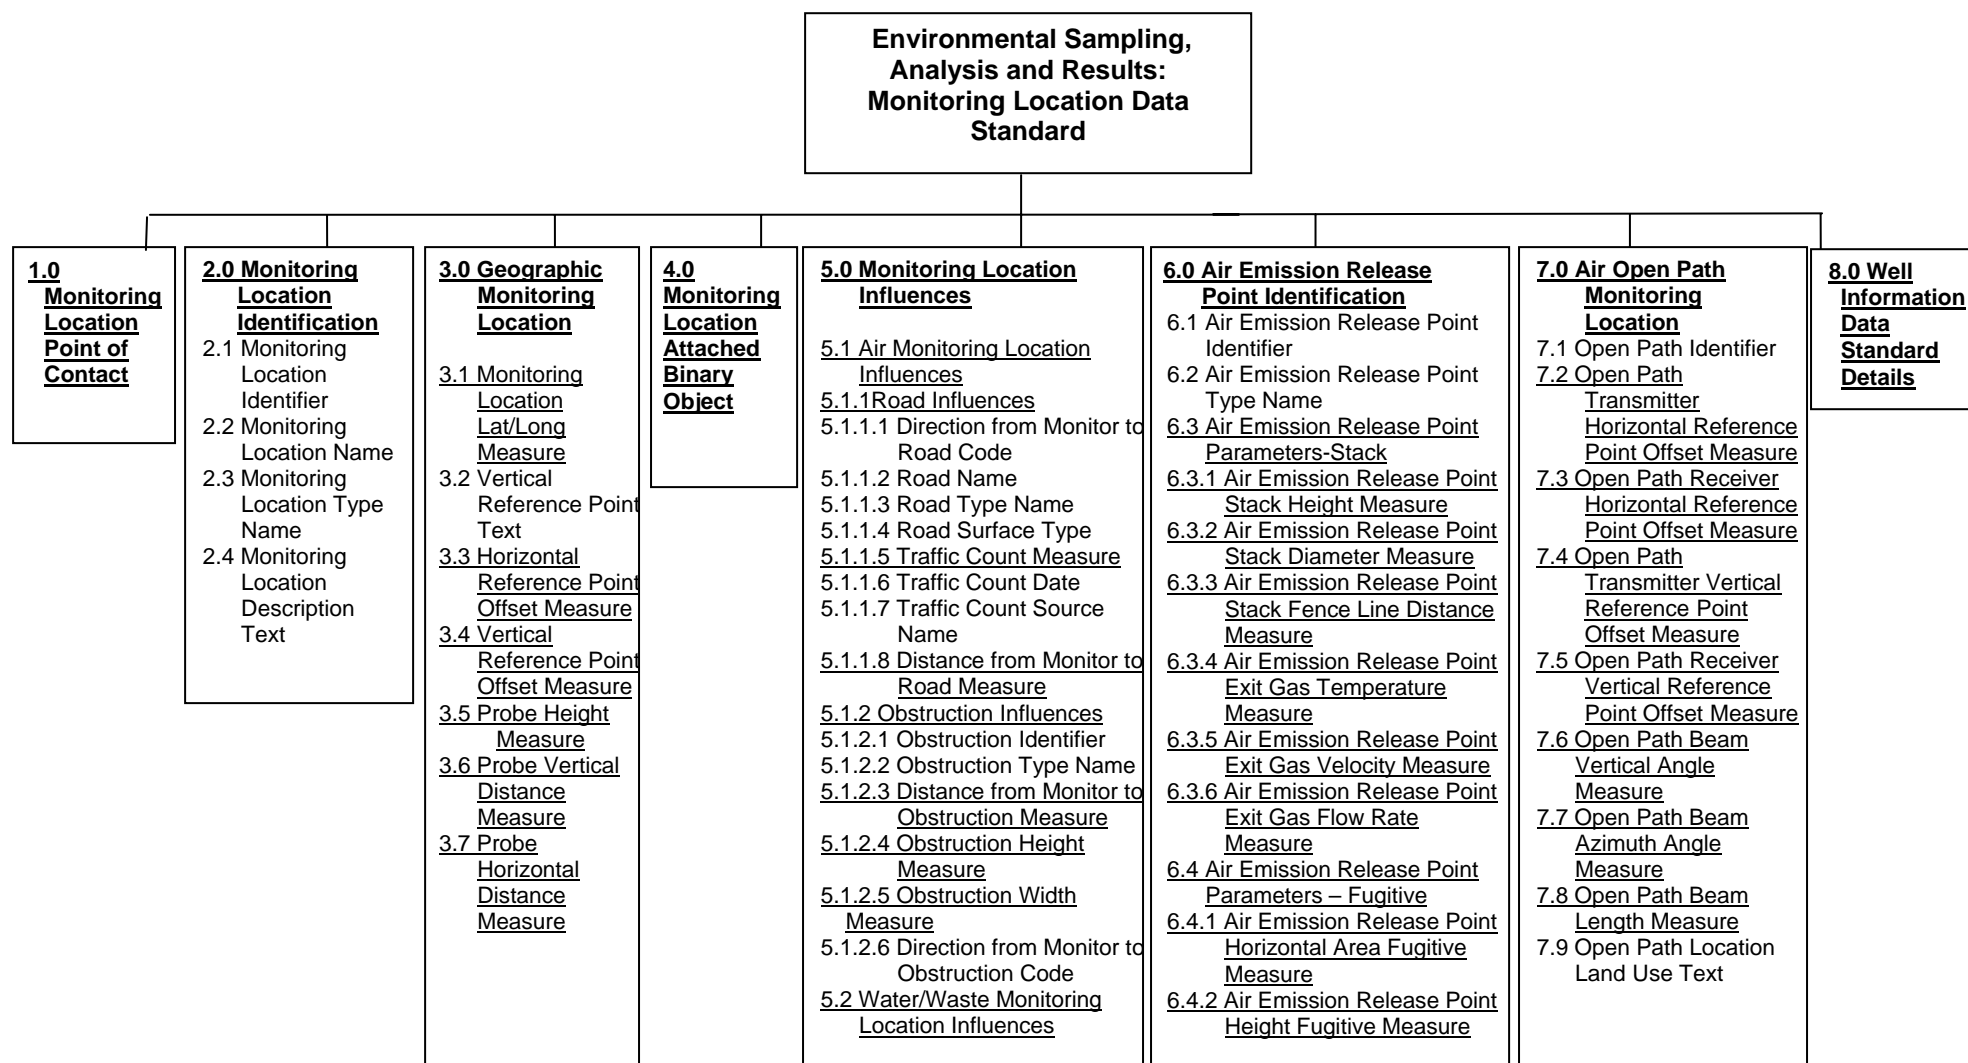 Environmental Sampling,
Analysis and Results:
Monitoring Location Data
Standard
1.0
Monitoring
Location
Point of
Contact
2.0 Monitoring
Location
Identification
2.1 Monitoring
Location
Identifier
2.2 Monitoring
Location Name
2.3 Monitoring
Location Type
Name
2.4 Monitoring
Location
Description
Text
3.0 Geographic
Monitoring
Location
3.1 Monitoring
Location
Lat/Long
Measure
3.2 Vertical
Reference Point
Text
3.3 Horizontal
Reference Point
Offset Measure
3.4 Vertical
Reference Point
Offset Measure
3.5 Probe Height
Measure
3.6 Probe Vertical
Distance
Measure
3.7 Probe
Horizontal
Distance
Measure
4.0
Monitoring
Location
Attached
Binary
Object
5.0 Monitoring Location
Influences
5.1 Air Monitoring Location
Influences
5.1.1Road Influences
5.1.1.1 Direction from Monitor to
Road Code
5.1.1.2 Road Name
5.1.1.3 Road Type Name
5.1.1.4 Road Surface Type
5.1.1.5 Traffic Count Measure
5.1.1.6 Traffic Count Date
5.1.1.7 Traffic Count Source
Name
5.1.1.8 Distance from Monitor to
Road Measure
5.1.2 Obstruction Influences
5.1.2.1 Obstruction Identifier
5.1.2.2 Obstruction Type Name
5.1.2.3 Distance from Monitor to
Obstruction Measure
5.1.2.4 Obstruction Height
Measure
5.1.2.5 Obstruction Width
Measure
5.1.2.6 Direction from Monitor to
Obstruction Code
5.2 Water/Waste Monitoring
Location Influences
6.0 Air Emission Release
Point Identification
6.1 Air Emission Release Point
Identifier
6.2 Air Emission Release Point
Type Name
6.3 Air Emission Release Point
Parameters-Stack
6.3.1 Air Emission Release Point
Stack Height Measure
6.3.2 Air Emission Release Point
Stack Diameter Measure
6.3.3 Air Emission Release Point
Stack Fence Line Distance
Measure
6.3.4 Air Emission Release Point
Exit Gas Temperature
Measure
6.3.5 Air Emission Release Point
Exit Gas Velocity Measure
6.3.6 Air Emission Release Point
Exit Gas Flow Rate
Measure
6.4 Air Emission Release Point
Parameters – Fugitive
6.4.1 Air Emission Release Point
Horizontal Area Fugitive
Measure
6.4.2 Air Emission Release Point
Height Fugitive Measure
7.0 Air Open Path
Monitoring
Location
7.1 Open Path Identifier
7.2 Open Path
Transmitter
Horizontal Reference
Point Offset Measure
7.3 Open Path Receiver
Horizontal Reference
Point Offset Measure
7.4 Open Path
Transmitter Vertical
Reference Point
Offset Measure
7.5 Open Path Receiver
Vertical Reference
Point Offset Measure
7.6 Open Path Beam
Vertical Angle
Measure
7.7 Open Path Beam
Azimuth Angle
Measure
7.8 Open Path Beam
Length Measure
7.9 Open Path Location
Land Use Text
8.0 Well
Information
Data
Standard
Details